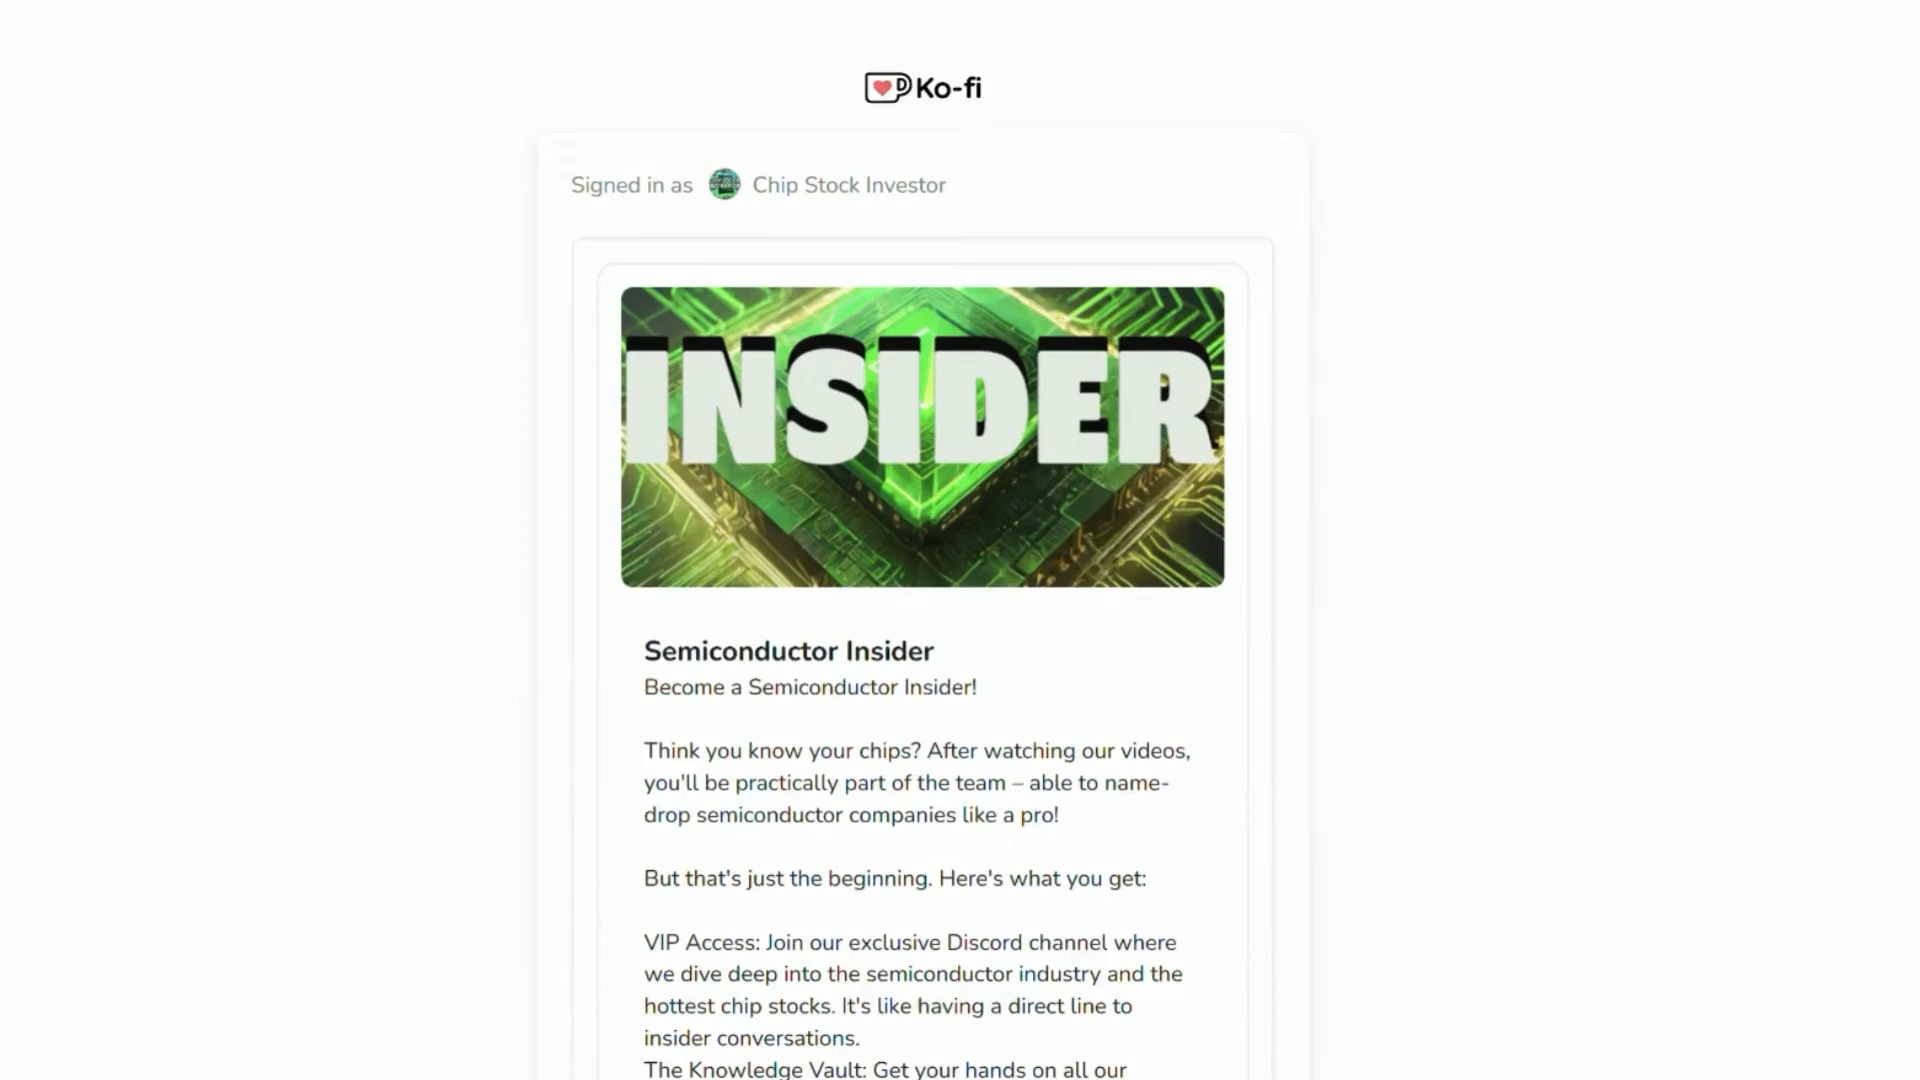 Ko-fi
Signed in as Chip Stock Investor
INSIDER
Semiconductor Insider
Become a Semiconductor Insider!
Think you know your chips? After watching our videos,
you'll be practically part of the team – able to name-
drop semiconductor companies like a pro!
But that's just the beginning. Here's what you get:
VIP Access: Join our exclusive Discord channel where
we dive deep into the semiconductor industry and the
hottest chip stocks. It's like having a direct line to
insider conversations.
The Knowledge Vault: Get your hands on all our